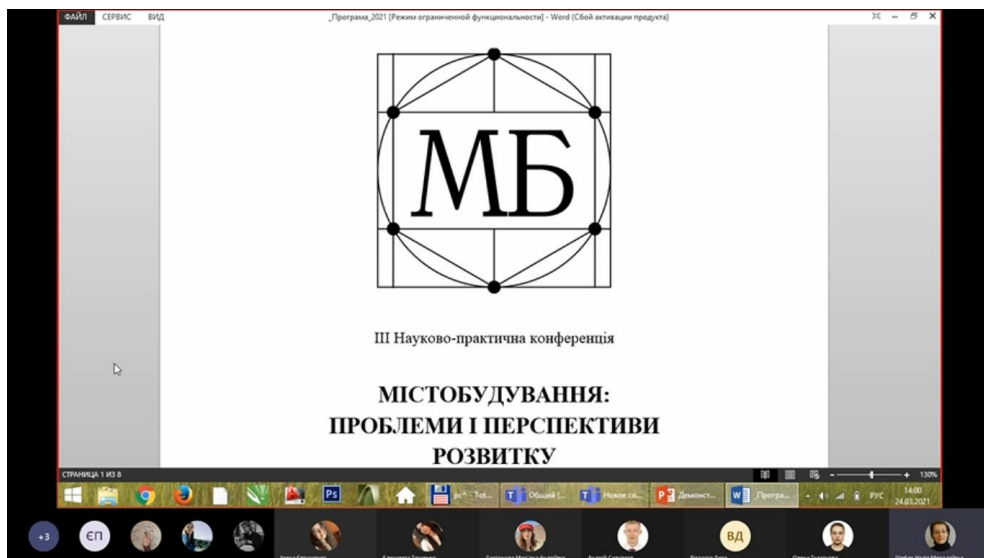 ФАЙЛ СЕРВИС ВИД
_Програма_2021 [Режим ограниченной функциональности] - Word (Сбой активации продукта)
МБ
ІІІ Науково-практична конференція
МІСТОБУДУВАННЯ:
ПРОБЛЕМИ І ПЕРСПЕКТИВИ
РОЗВИТКУ
СТРАНИЦА 1 ИЗ 8
130%
Ps
Общий (...
Новое со...
Демонст...
_Програ...
РУС
14:00
24.03.2021
+3
ЄП
ВД